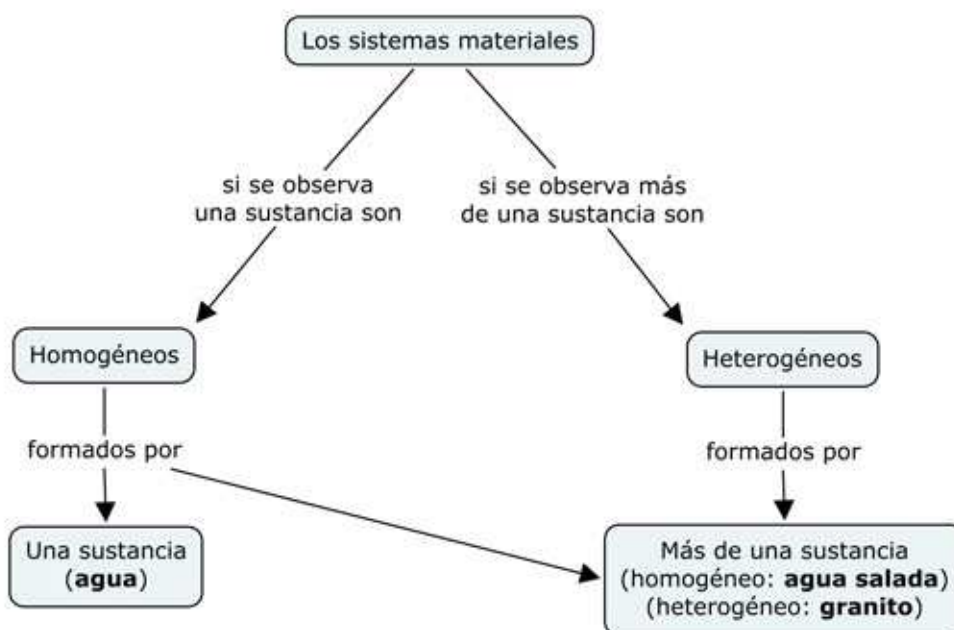 Los sistemas materiales
si se observa
una sustancia son
si se observa más
de una sustancia son
Homogéneos
Heterogéneos
formados por
formados por
Una sustancia
(agua)
Más de una sustancia
(homogéneo: agua salada)
(heterogéneo: granito)